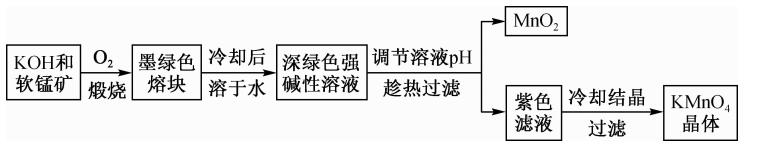 KOH和
软锰矿
O₂
煅烧
墨绿色
熔块
冷却后
溶于水
深绿色强
碱性溶液
调节溶液pH
趁热过滤
MnO₂
紫色
滤液
冷却结晶
过滤
KMnO₄
晶体